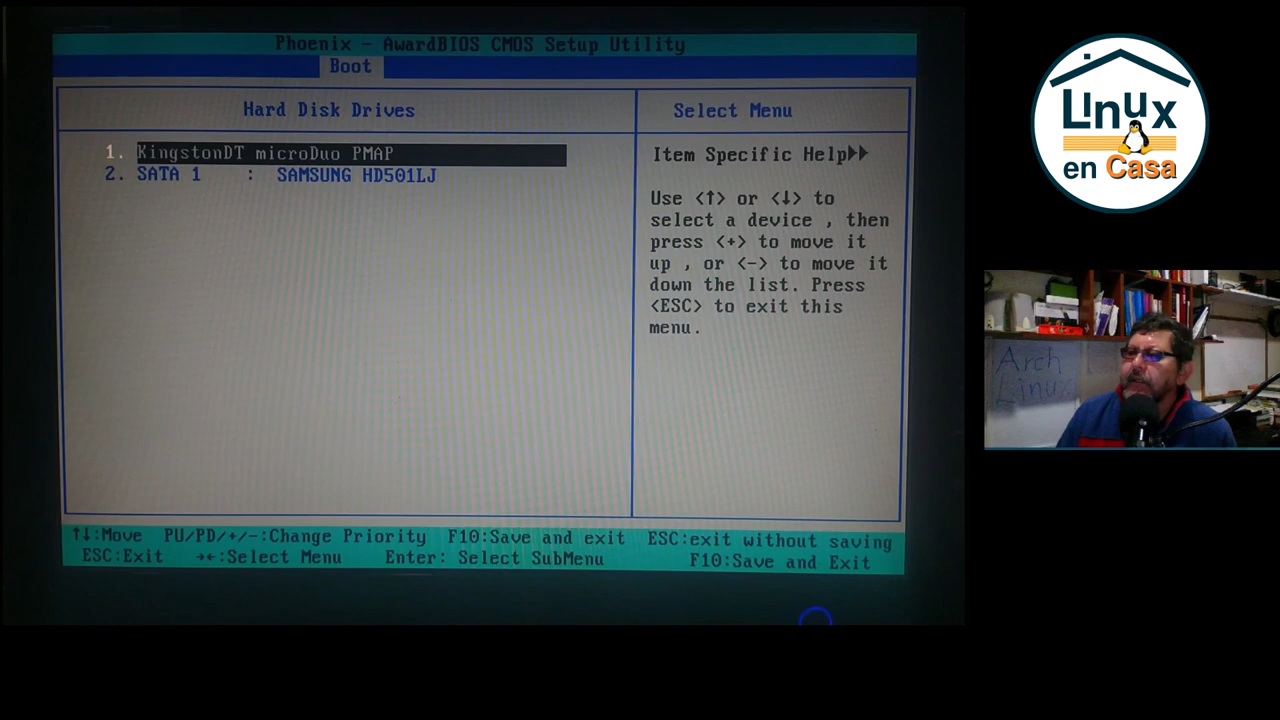 Phoenix - AwardBIOS CMOS Setup Utility
Boot
Hard Disk Drives
Select Menu
1. KingstonDT microDuo PMAP
2. SATA 1 : SAMSUNG HD501LJ
Item Specific Help▶▶
Use <↑> or <↓> to
select a device , then
press <+> to move it
up , or <-> to move it
down the list. Press
<ESC> to exit this
menu.
↑↓:Move PU/PD/+/-:Change Priority F10:Save and exit ESC:exit without saving
ESC:Exit →←:Select Menu Enter: Select SubMenu F10:Save and Exit
LInux
en Casa
Arch
Linux